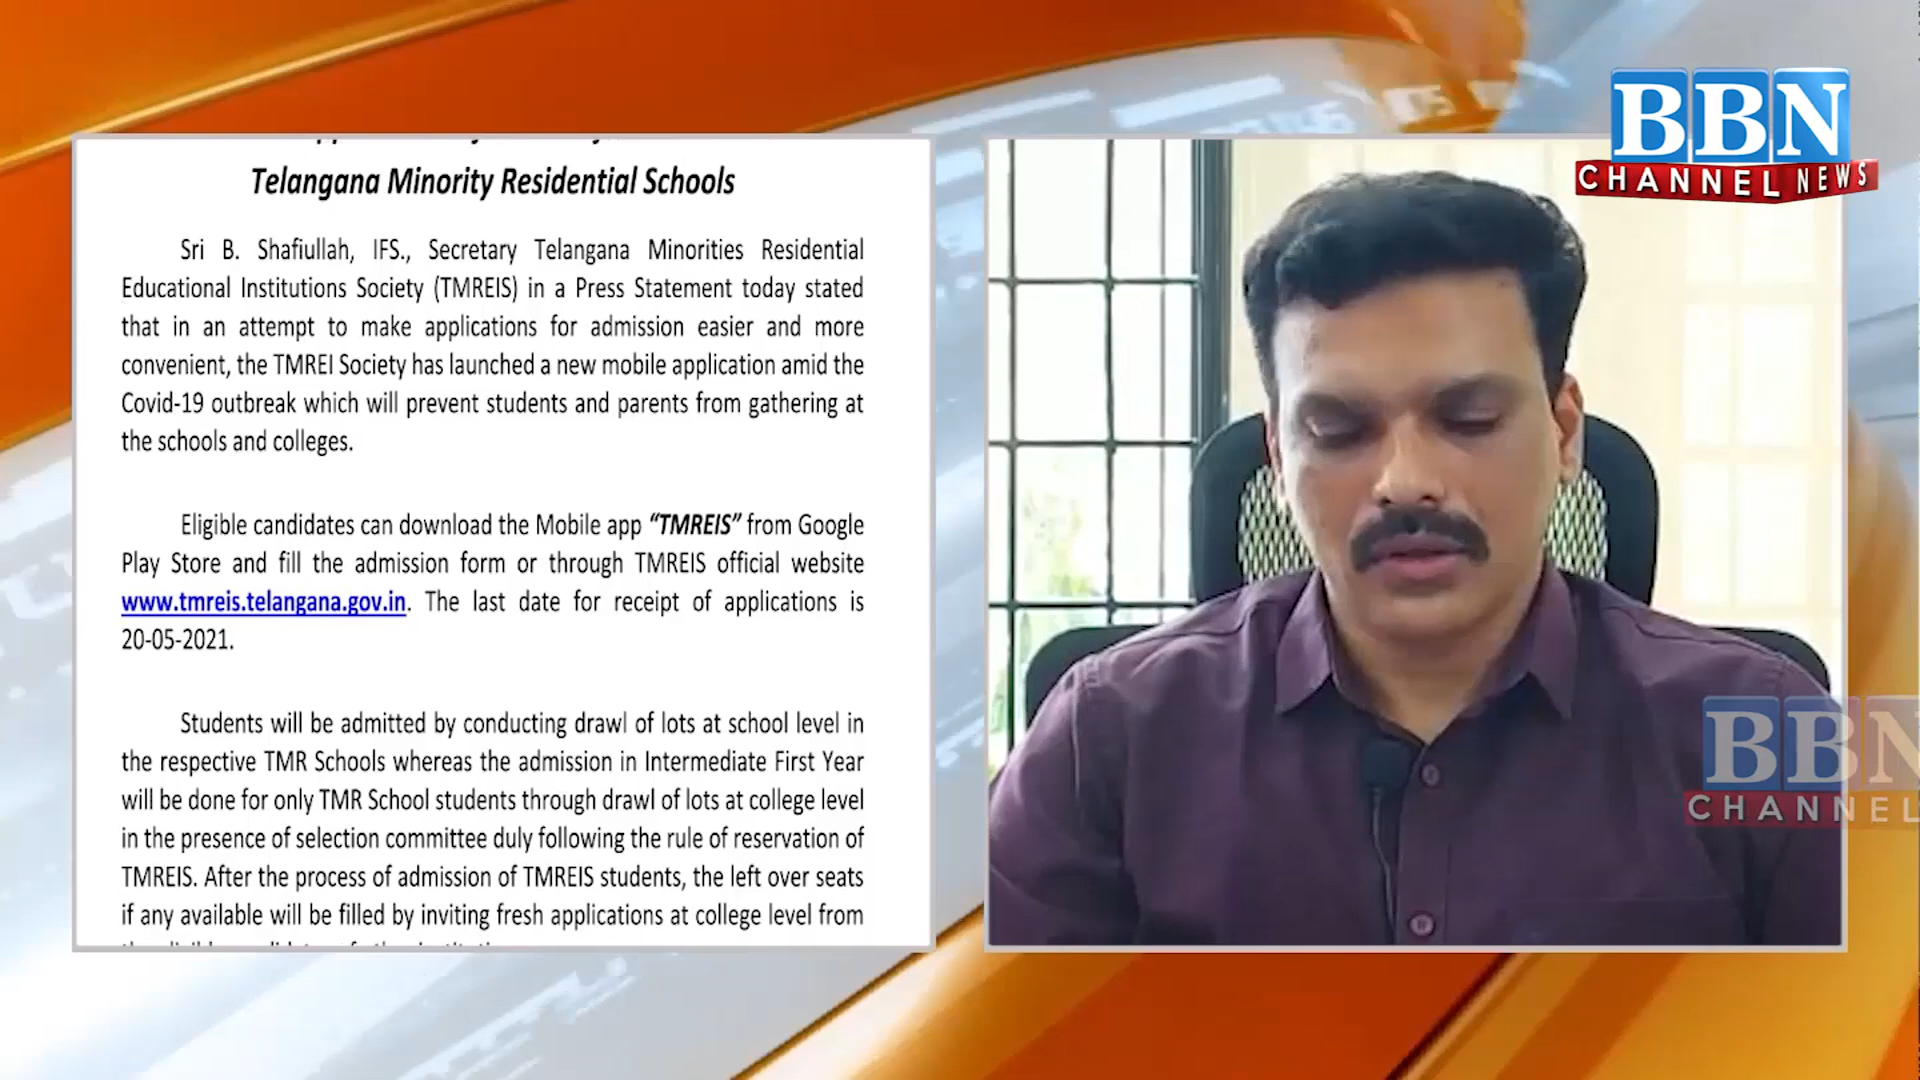 Telangana Minority Residential Schools
Sri B. Shafiullah, IFS., Secretary Telangana Minorities Residential
Educational Institutions Society (TMREIS) in a Press Statement today stated
that in an attempt to make applications for admission easier and more
convenient, the TMREI Society has launched a new mobile application amid the
Covid-19 outbreak which will prevent students and parents from gathering at
the schools and colleges.
Eligible candidates can download the Mobile app “TMREIS” from Google
Play Store and fill the admission form or through TMREIS official website
www.tmreis.telangana.gov.in. The last date for receipt of applications is
20-05-2021.
Students will be admitted by conducting drawl of lots at school level in
the respective TMR Schools whereas the admission in Intermediate First Year
will be done for only TMR School students through drawl of lots at college level
in the presence of selection committee duly following the rule of reservation of
TMREIS. After the process of admission of TMREIS students, the left over seats
if any available will be filled by inviting fresh applications at college level from
BBN
CHANNEL NEWS
BBN
CHANNEL